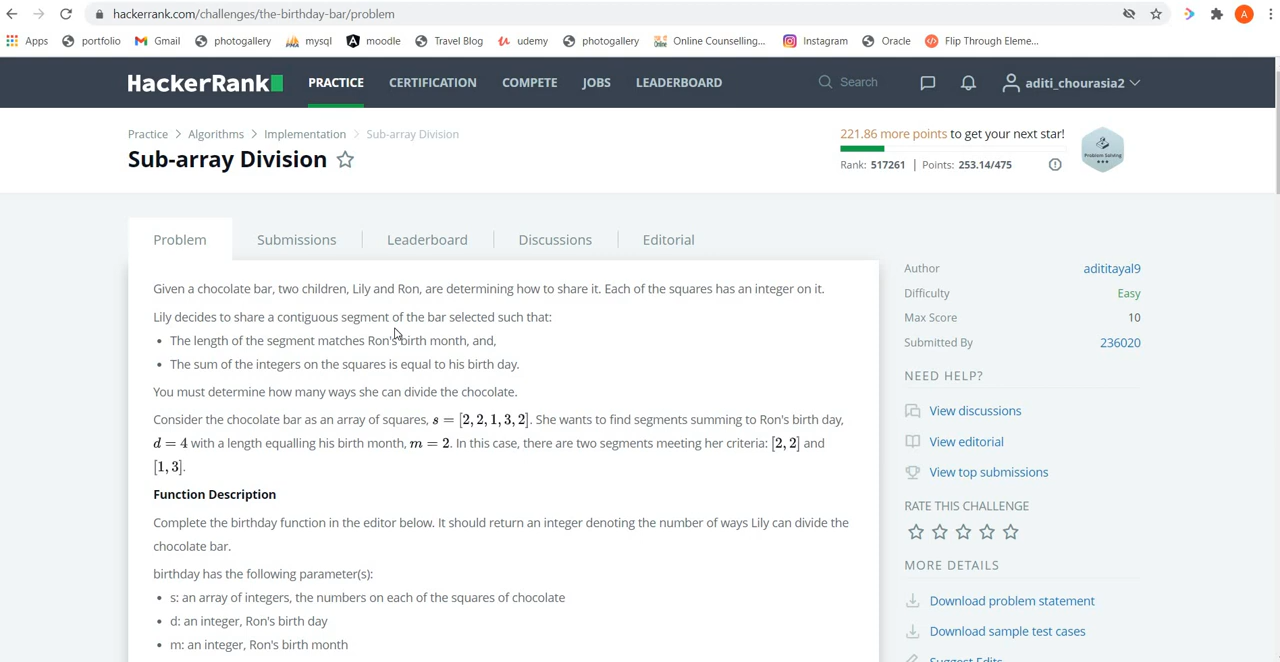 hackerrank.com/challenges/the-birthday-bar/problem
A
Apps portfolio Gmail photogallery mysql moodle Travel Blog udemy photogallery Online Counselling... Instagram Oracle Flip Through Eleme...
HackerRank PRACTICE CERTIFICATION COMPETE JOBS LEADERBOARD Search aditi_chourasia2
Practice > Algorithms > Implementation > Sub-array Division
Sub-array Division
221.86 more points to get your next star!
Rank: 517261 | Points: 253.14/475
Problem Solving
Problem Submissions Leaderboard Discussions Editorial
Given a chocolate bar, two children, Lily and Ron, are determining how to share it. Each of the squares has an integer on it.
Lily decides to share a contiguous segment of the bar selected such that:
• The length of the segment matches Ron's birth month, and,
• The sum of the integers on the squares is equal to his birth day.
You must determine how many ways she can divide the chocolate.
Consider the chocolate bar as an array of squares, s = [2, 2, 1, 3, 2]. She wants to find segments summing to Ron's birth day,
d = 4 with a length equalling his birth month, m = 2. In this case, there are two segments meeting her criteria: [2, 2] and
[1, 3].
Function Description
Complete the birthday function in the editor below. It should return an integer denoting the number of ways Lily can divide the
chocolate bar.
birthday has the following parameter(s):
• s: an array of integers, the numbers on each of the squares of chocolate
• d: an integer, Ron's birth day
• m: an integer, Ron's birth month
Author adititayal9
Difficulty Easy
Max Score 10
Submitted By 236020
NEED HELP?
View discussions
View editorial
View top submissions
RATE THIS CHALLENGE
MORE DETAILS
Download problem statement
Download sample test cases
Suggest Edits